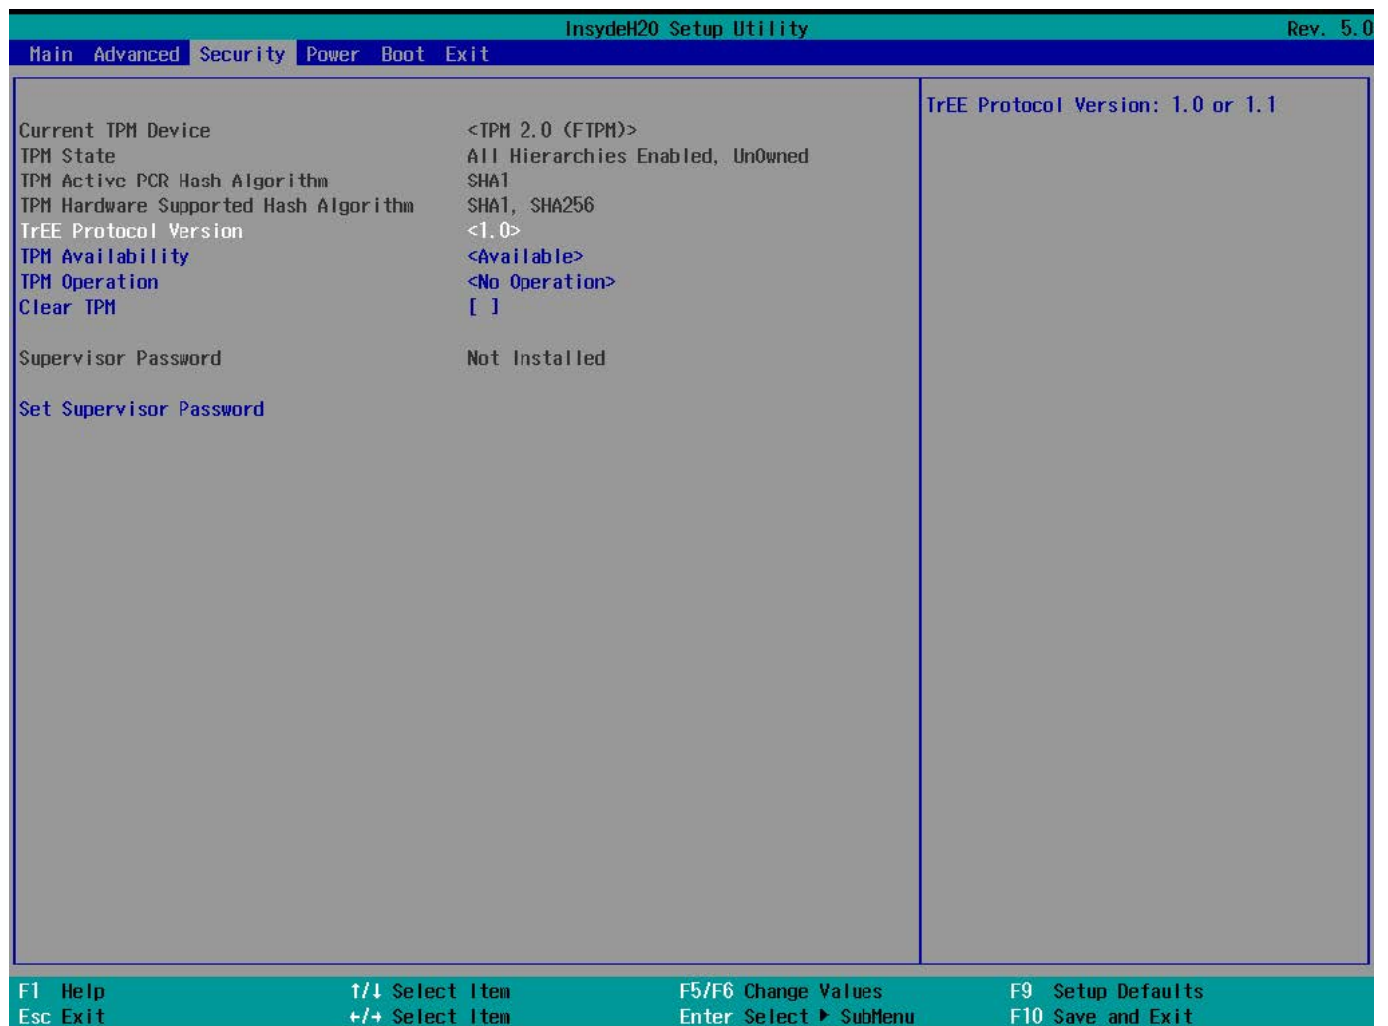 InsydeH20 Setup Utility Rev. 5.0
Main Advanced Security Power Boot Exit
TrEE Protocol Version: 1.0 or 1.1
Current TPM Device <TPM 2.0 (FTPM)>
TPM State All Hierarchies Enabled, UnOwned
TPM Active PCR Hash Algorithm SHA1
TPM Hardware Supported Hash Algorithm SHA1, SHA256
TrEE Protocol Version <1.0>
TPM Availability <Available>
TPM Operation <No Operation>
Clear TPM [ ]
Supervisor Password Not Installed
Set Supervisor Password
F1 Help ↑/↓ Select Item F5/F6 Change Values F9 Setup Defaults
Esc Exit ←/→ Select Item Enter Select ▶ SubMenu F10 Save and Exit